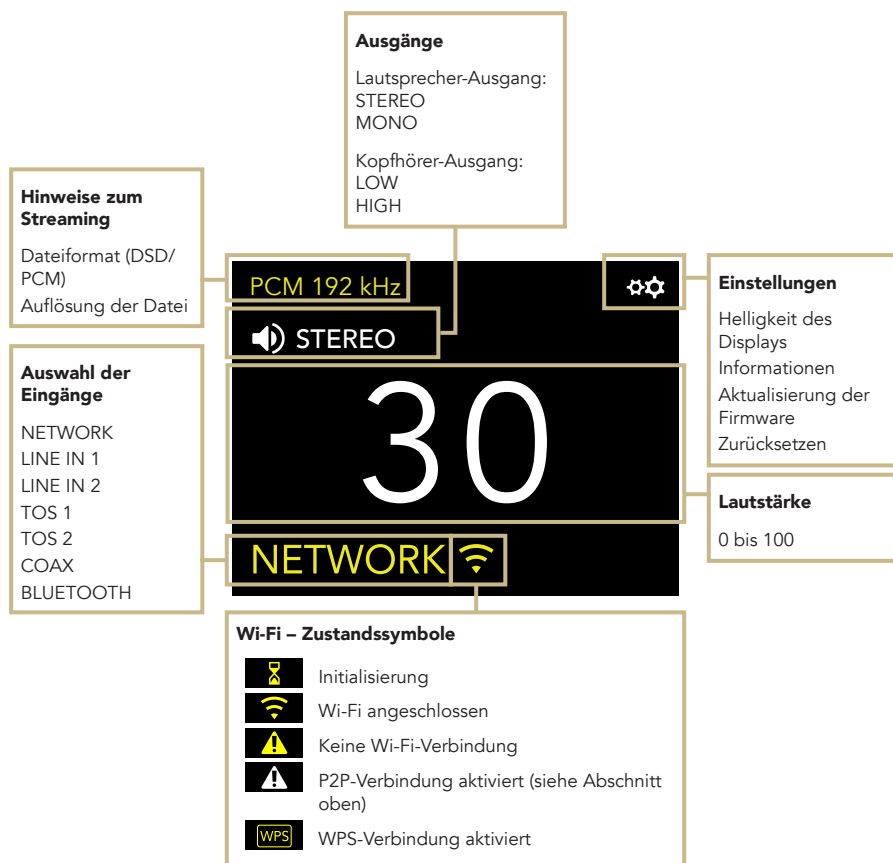 Ausgänge
Lautsprecher-Ausgang:
STEREO
MONO
Kopfhörer-Ausgang:
LOW
HIGH
Hinweise zum
Streaming
Dateiformat (DSD/
PCM)
Auflösung der Datei
PCM 192 kHz
STEREO
30
NETWORK
Einstellungen
Helligkeit des
Displays
Informationen
Aktualisierung der
Firmware
Zurücksetzen
Auswahl der
Eingänge
NETWORK
LINE IN 1
LINE IN 2
TOS 1
TOS 2
COAX
BLUETOOTH
Lautstärke
0 bis 100
Wi-Fi – Zustandssymbole
Initialisierung
Wi-Fi angeschlossen
Keine Wi-Fi-Verbindung
P2P-Verbindung aktiviert (siehe Abschnitt
oben)
WPS WPS-Verbindung aktiviert